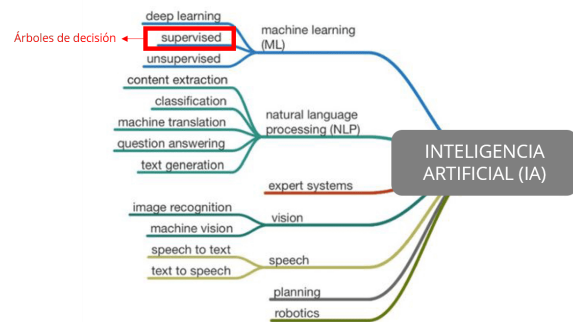 deep learning
Árboles de decisión
supervised
unsupervised
machine learning
(ML)
content extraction
classification
machine translation
question answering
text generation
natural language
processing (NLP)
INTELIGENCIA
ARTIFICIAL (IA)
expert systems
image recognition
machine vision
vision
speech to text
text to speech
speech
planning
robotics